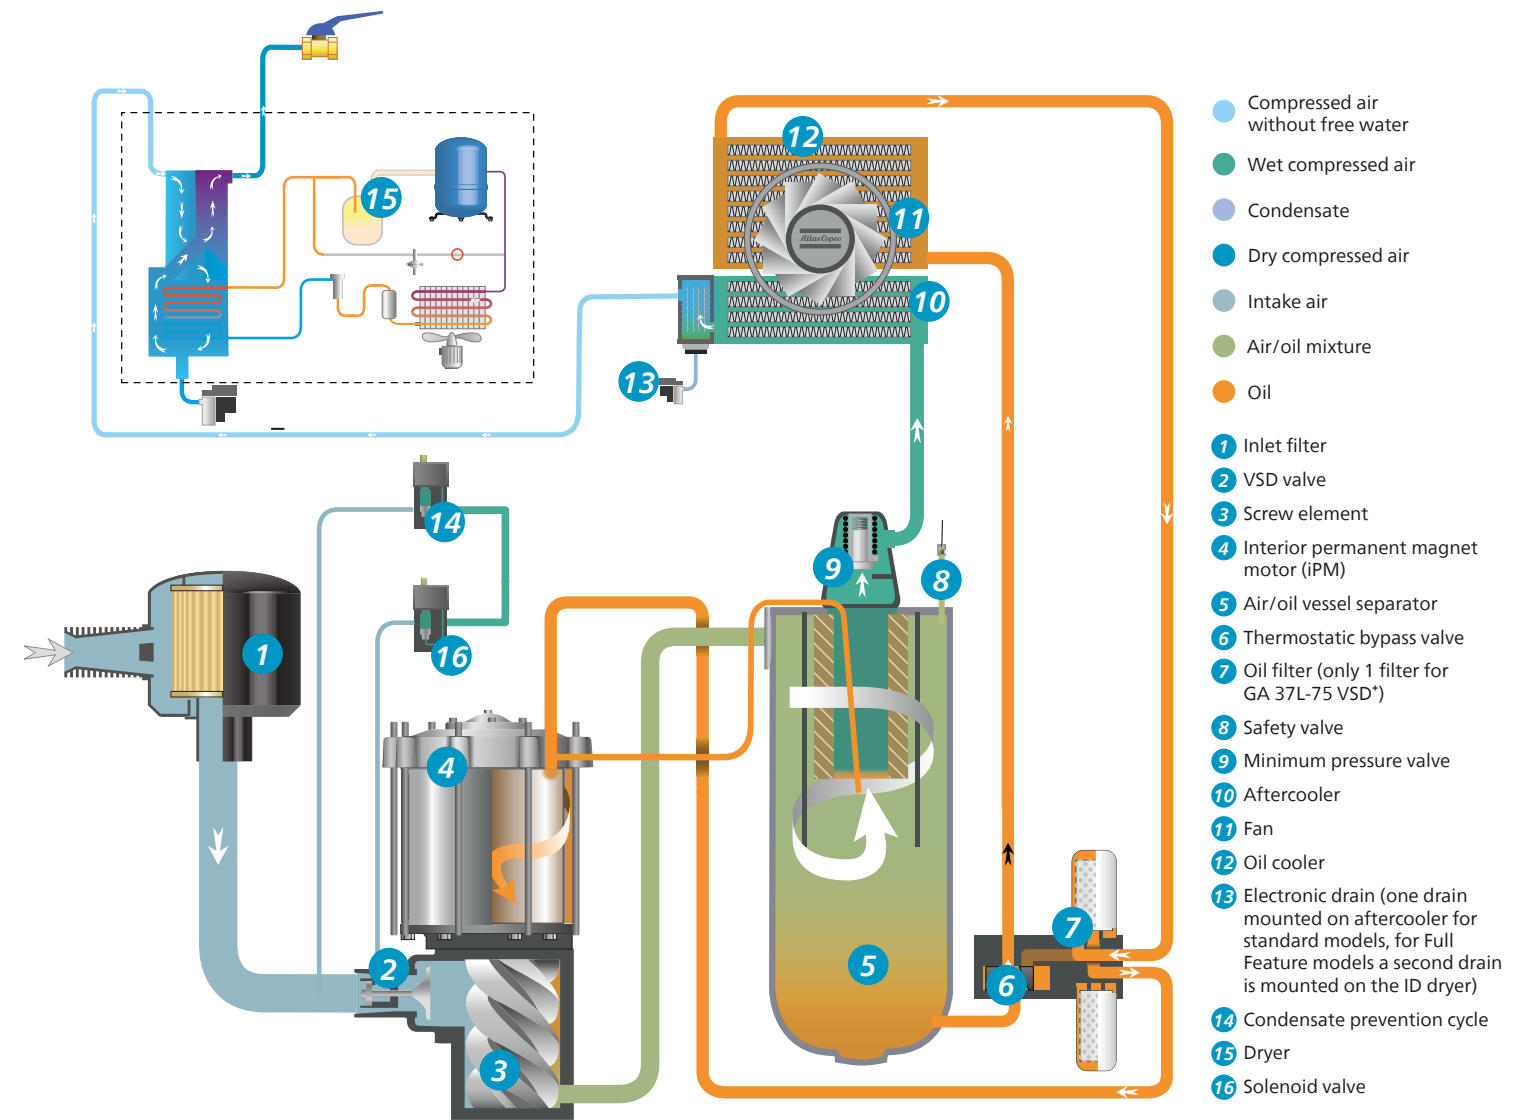 15
12
Atlas Copco
11
10
13
14
9
8
16
1
4
7
5
2
6
3
Compressed air
without free water
Wet compressed air
Condensate
Dry compressed air
Intake air
Air/oil mixture
Oil
1 Inlet filter
2 VSD valve
3 Screw element
4 Interior permanent magnet
motor (iPM)
5 Air/oil vessel separator
6 Thermostatic bypass valve
7 Oil filter (only 1 filter for
GA 37L-75 VSD⁺)
8 Safety valve
9 Minimum pressure valve
10 Aftercooler
11 Fan
12 Oil cooler
13 Electronic drain (one drain
mounted on aftercooler for
standard models, for Full
Feature models a second drain
is mounted on the ID dryer)
14 Condensate prevention cycle
15 Dryer
16 Solenoid valve